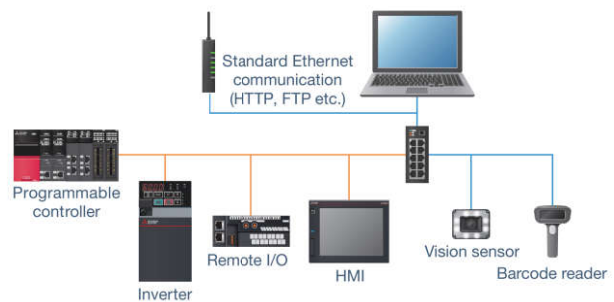 Standard Ethernet
communication
(HTTP, FTP etc.)
Programmable
controller
Inverter
Remote I/O
HMI
Vision sensor
Barcode reader